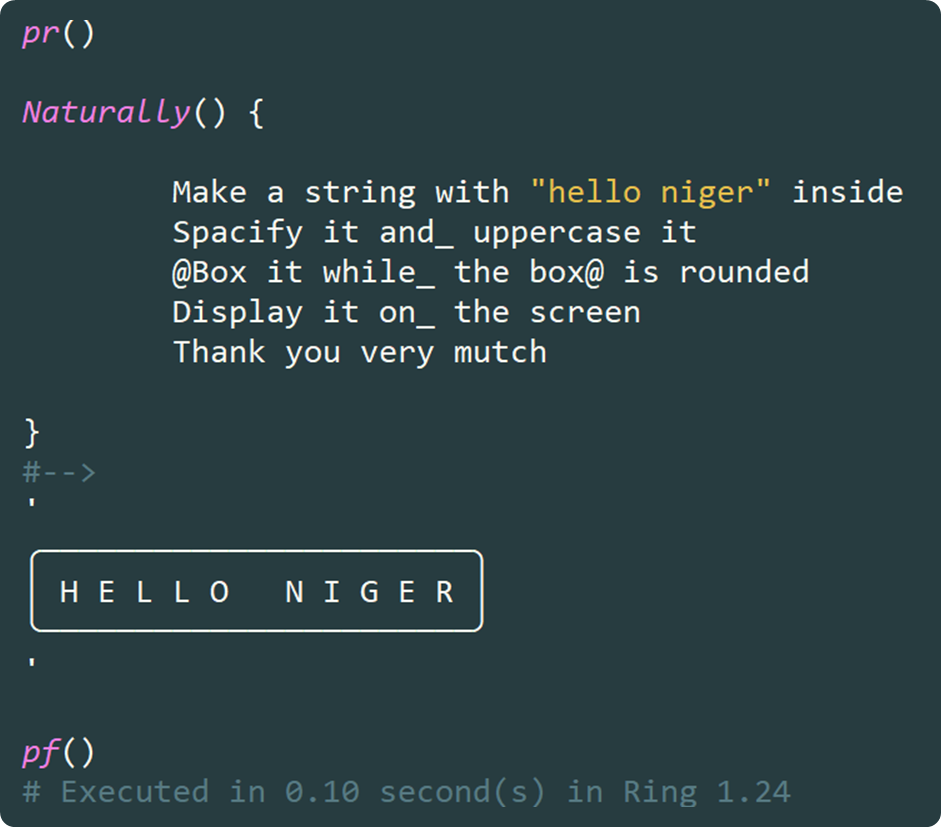 pr()
Naturally() {
Make a string with "hello niger" inside
Spacify it and_ uppercase it
@Box it while_ the box@ is rounded
Display it on_ the screen
Thank you very mutch
}
#-->
'
H E L L O   N I G E R
'
pf()
# Executed in 0.10 second(s) in Ring 1.24